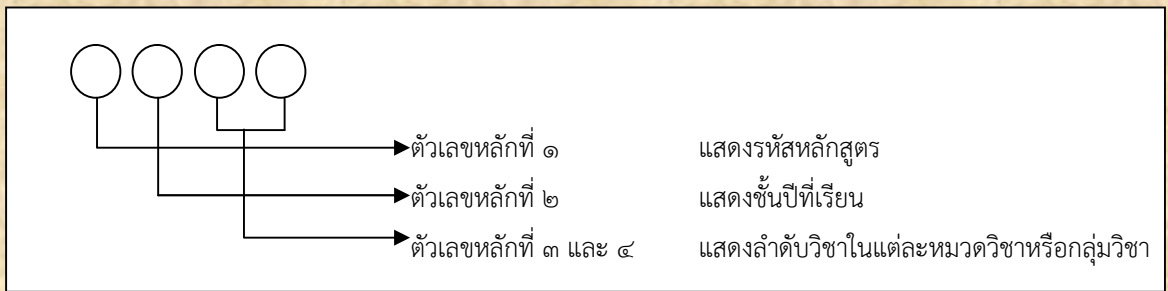 ตัวเลขหลักที่ ๑ แสดงรหัสหลักสูตร
ตัวเลขหลักที่ ๒ แสดงชั้นปีที่เรียน
ตัวเลขหลักที่ ๓ และ ๔ แสดงลำดับวิชาในแต่ละหมวดวิชาหรือกลุ่มวิชา